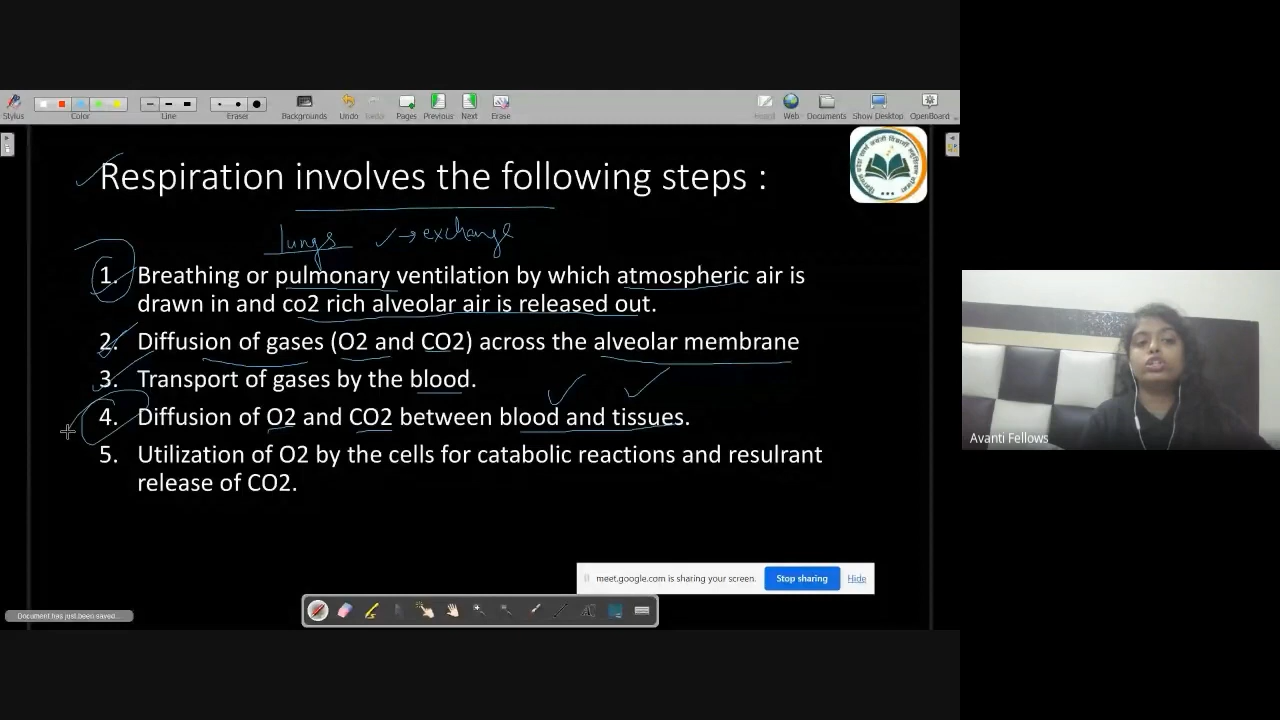 Stylus
Color
Line
Eraser
Backgrounds
Undo
Redo
Pages
Previous
Next
Erase
Board
Web
Documents
Show Desktop
OpenBoard
Respiration involves the following steps :
lungs → exchange
1. Breathing or pulmonary ventilation by which atmospheric air is
drawn in and co2 rich alveolar air is released out.
2. Diffusion of gases (O2 and CO2) across the alveolar membrane
3. Transport of gases by the blood.
4. Diffusion of O2 and CO2 between blood and tissues.
5. Utilization of O2 by the cells for catabolic reactions and resulrant
release of CO2.
Avanti Fellows
meet.google.com is sharing your screen.
Stop sharing
Hide
Document has just been saved...